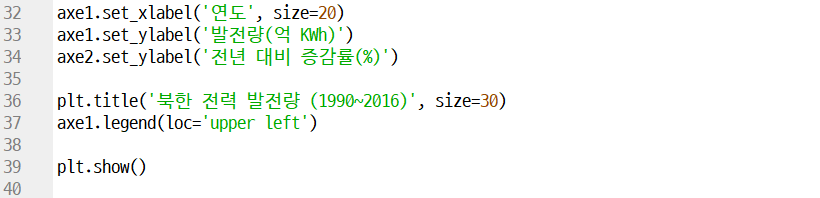 32 axe1.set_xlabel('연도', size=20)
33 axe1.set_ylabel('발전량(억 KWh)')
34 axe2.set_ylabel('전년 대비 증감률(%)')
35
36 plt.title('북한 전력 발전량 (1990~2016)', size=30)
37 axe1.legend(loc='upper left')
38
39 plt.show()
40